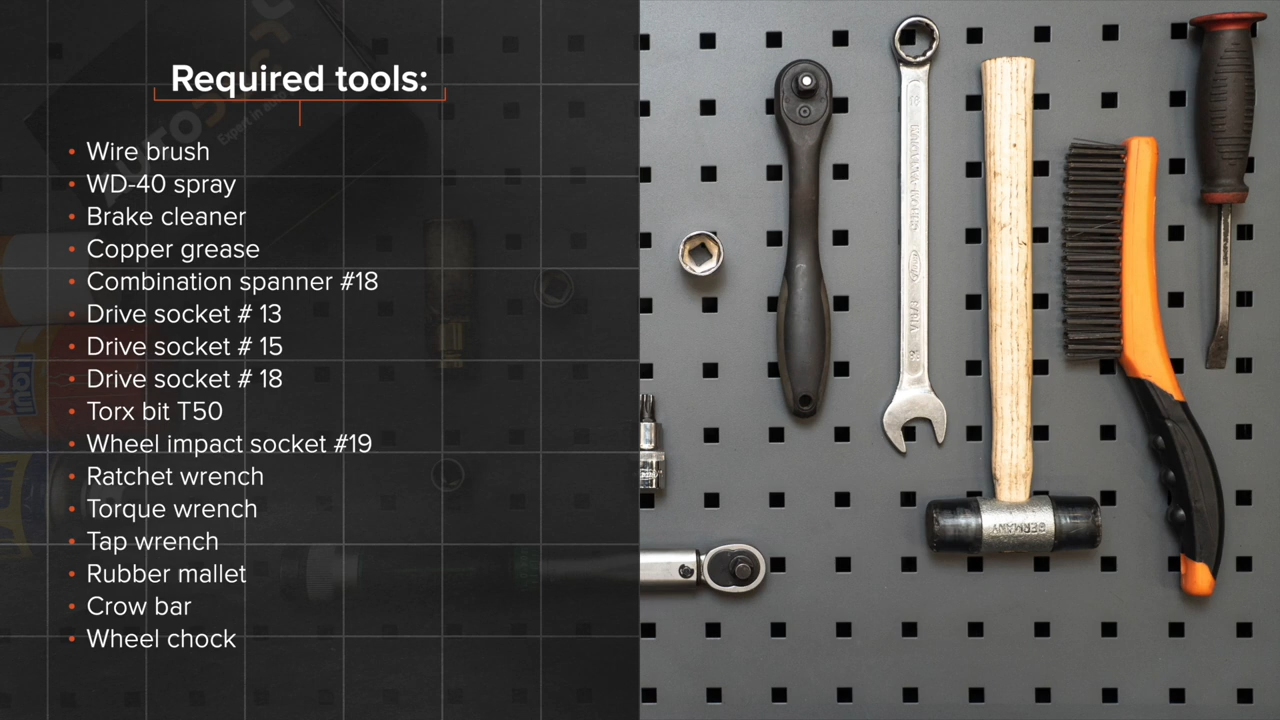 Required tools:
• Wire brush
• WD-40 spray
• Brake cleaner
• Copper grease
• Combination spanner #18
• Drive socket # 13
• Drive socket # 15
• Drive socket # 18
• Torx bit T50
• Wheel impact socket #19
• Ratchet wrench
• Torque wrench
• Tap wrench
• Rubber mallet
• Crow bar
• Wheel chock
GERMANY